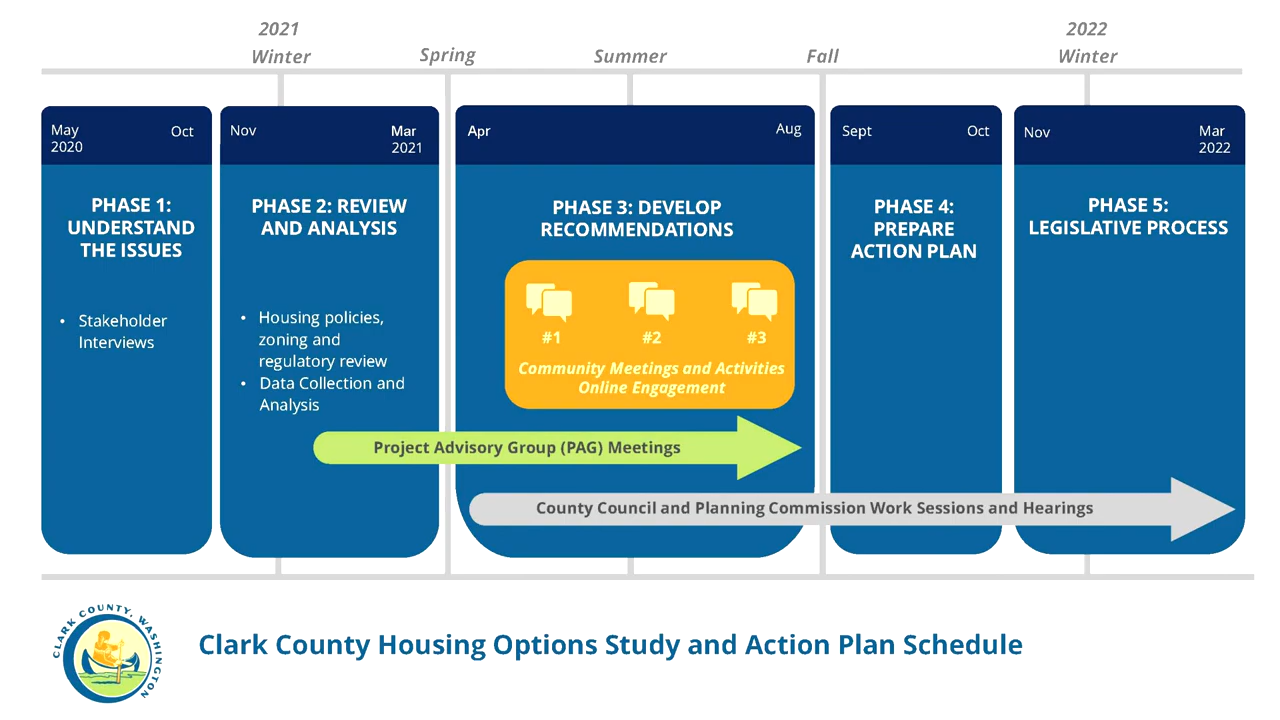 2021
Winter
Spring
Summer
Fall
2022
Winter
May
2020
Oct
Nov
Mar
2021
Apr
Aug
Sept
Oct
Nov
Mar
2022
PHASE 1:
UNDERSTAND
THE ISSUES
• Stakeholder
Interviews
PHASE 2: REVIEW
AND ANALYSIS
• Housing policies,
zoning and
regulatory review
• Data Collection and
Analysis
PHASE 3: DEVELOP
RECOMMENDATIONS
#1
#2
#3
Community Meetings and Activities
Online Engagement
PHASE 4:
PREPARE
ACTION PLAN
PHASE 5:
LEGISLATIVE PROCESS
Project Advisory Group (PAG) Meetings
County Council and Planning Commission Work Sessions and Hearings
CLARK COUNTY, WASHINGTON
Clark County Housing Options Study and Action Plan Schedule